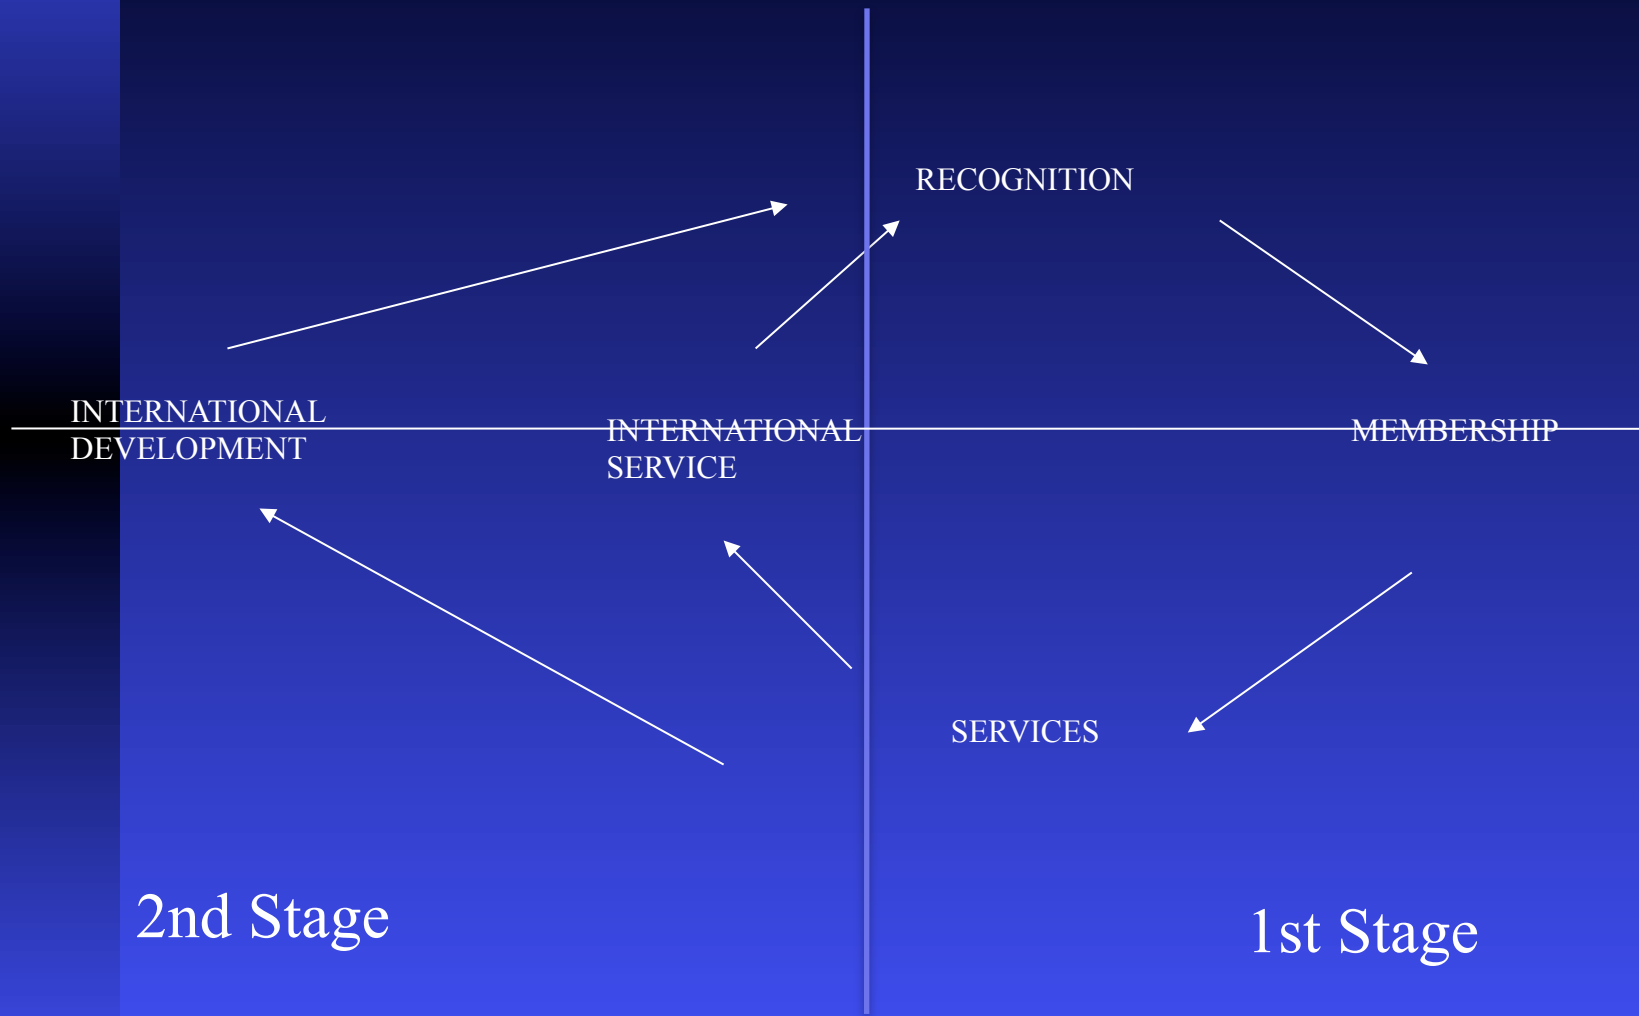 RECOGNITION
INTERNATIONAL
DEVELOPMENT
INTERNATIONAL
SERVICE
MEMBERSHIP
SERVICES
2nd Stage
1st Stage